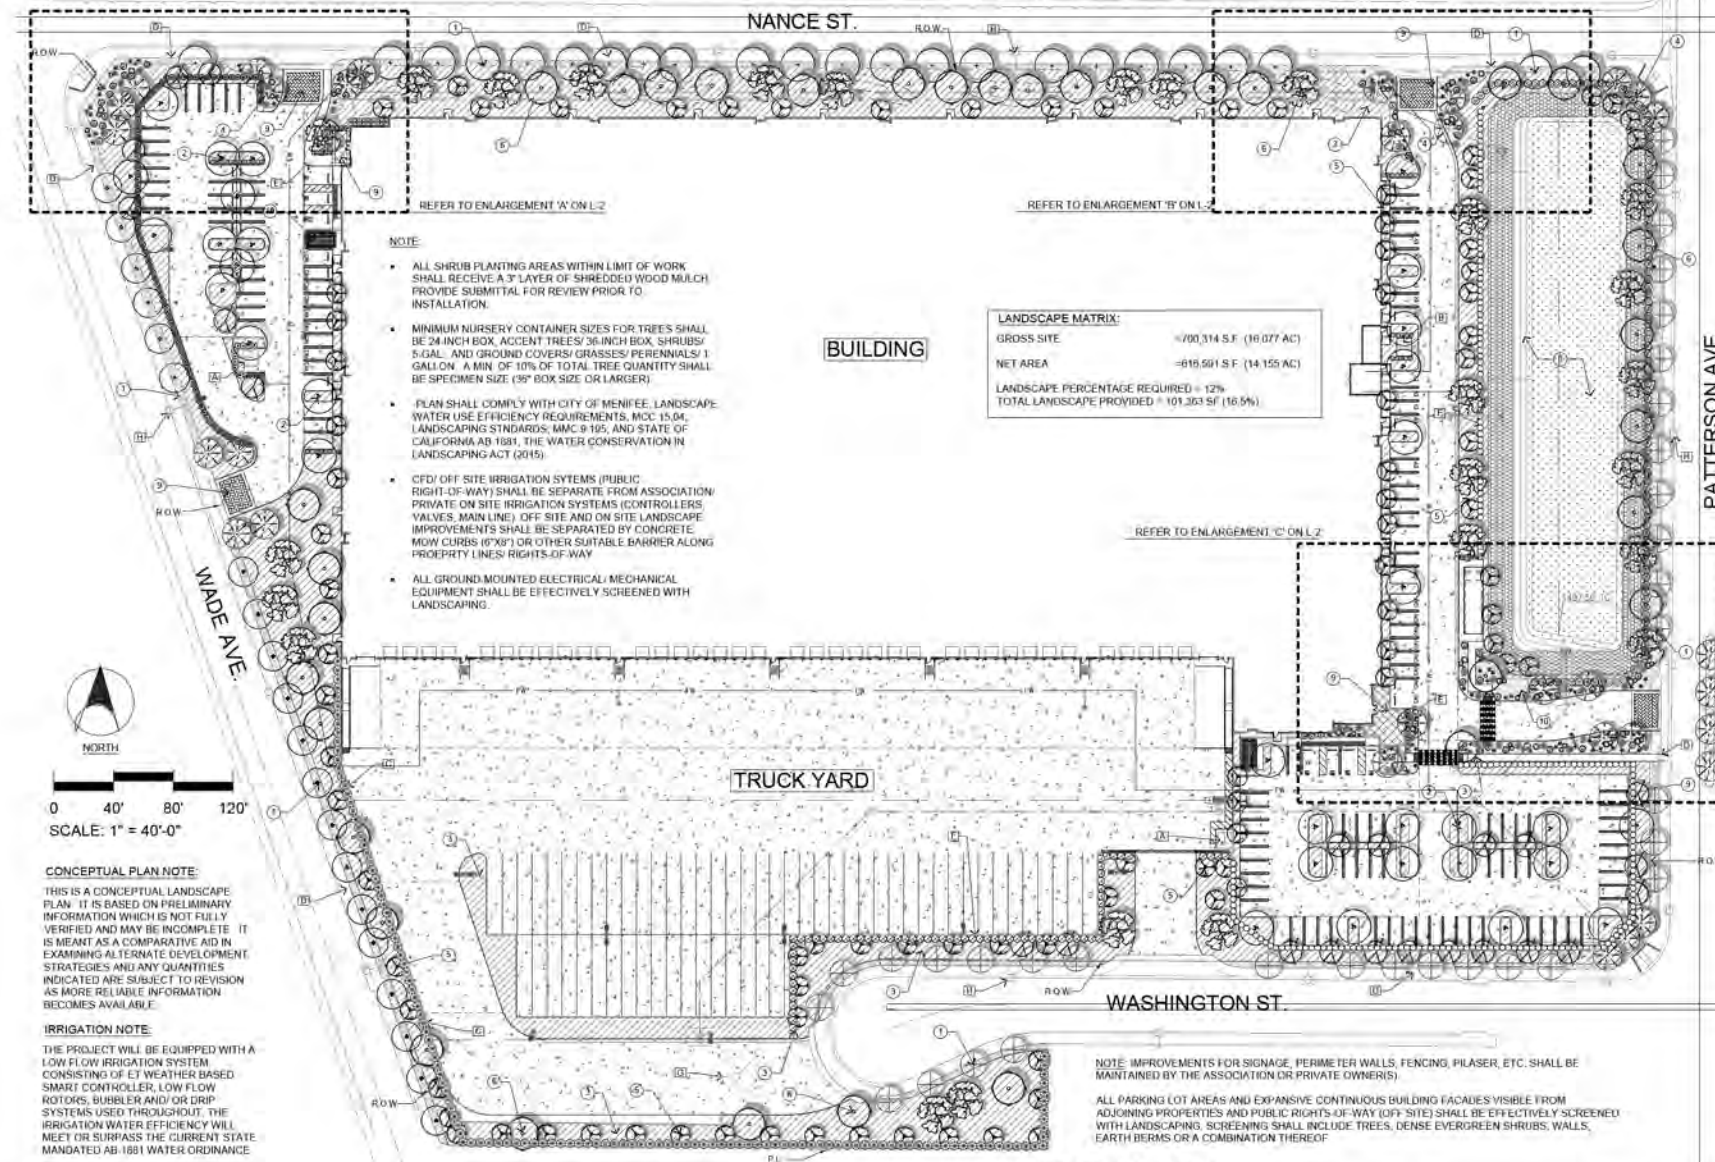 NANCE ST.
R.O.W.
R.O.W.
REFER TO ENLARGEMENT 'A' ON L-2
REFER TO ENLARGEMENT 'B' ON L-2
NOTE:
▪ ALL SHRUB PLANTING AREAS WITHIN LIMIT OF WORK
SHALL RECEIVE A 3" LAYER OF SHREDDED WOOD MULCH
PROVIDE SUBMITTAL FOR REVIEW PRIOR TO
INSTALLATION.
▪ MINIMUM NURSERY CONTAINER SIZES FOR TREES SHALL
BE 24-INCH BOX, ACCENT TREES/ 36-INCH BOX, SHRUBS/
5-GAL. AND GROUND COVERS/ GRASSES/ PERENNIALS/ 1
GALLON. A MIN. OF 10% OF TOTAL TREE QUANTITY SHALL
BE SPECIMEN SIZE (36" BOX SIZE OR LARGER)
▪ PLAN SHALL COMPLY WITH CITY OF MENIFEE, LANDSCAPE
WATER USE EFFICIENCY REQUIREMENTS, MCC 15.04,
LANDSCAPING STNDARDS, MMC 9.195, AND STATE OF
CALIFORNIA AB 1881, THE WATER CONSERVATION IN
LANDSCAPING ACT (2015)
▪ CFD/ OFF SITE IRRIGATION SYTEMS (PUBLIC
RIGHT-OF-WAY) SHALL BE SEPARATE FROM ASSOCIATION/
PRIVATE ON SITE IRRIGATION SYSTEMS (CONTROLLERS,
VALVES, MAIN LINE). OFF SITE AND ON SITE LANDSCAPE
IMPROVEMENTS SHALL BE SEPARATED BY CONCRETE
MOW CURBS (6"X8") OR OTHER SUITABLE BARRIER ALONG
PROEPRTY LINES/ RIGHTS-OF-WAY
▪ ALL GROUND-MOUNTED ELECTRICAL/ MECHANICAL
EQUIPMENT SHALL BE EFFECTIVELY SCREENED WITH
LANDSCAPING.
BUILDING
LANDSCAPE MATRIX:
GROSS SITE =700,314 S.F. (16.077 AC)
NET AREA =616,591 S.F. (14.155 AC)
LANDSCAPE PERCENTAGE REQUIRED = 12%
TOTAL LANDSCAPE PROVIDED = 101,363 SF (16.5%)
PATTERSON AVE
REFER TO ENLARGEMENT 'C' ON L-2
R.O.W.
WADE AVE.
NORTH
0 40' 80' 120'
SCALE: 1" = 40'-0"
TRUCK YARD
CONCEPTUAL PLAN NOTE:
THIS IS A CONCEPTUAL LANDSCAPE
PLAN. IT IS BASED ON PRELIMINARY
INFORMATION WHICH IS NOT FULLY
VERIFIED AND MAY BE INCOMPLETE. IT
IS MEANT AS A COMPARATIVE AID IN
EXAMINING ALTERNATE DEVELOPMENT
STRATEGIES AND ANY QUANTITIES
INDICATED ARE SUBJECT TO REVISION
AS MORE RELIABLE INFORMATION
BECOMES AVAILABLE.
IRRIGATION NOTE:
THE PROJECT WILL BE EQUIPPED WITH A
LOW FLOW IRRIGATION SYSTEM
CONSISTING OF ET WEATHER BASED
SMART CONTROLLER, LOW FLOW
ROTORS, BUBBLER AND/ OR DRIP
SYSTEMS USED THROUGHOUT. THE
IRRIGATION WATER EFFICIENCY WILL
MEET OR SURPASS THE CURRENT STATE
MANDATED AB-1881 WATER ORDINANCE
R.O.W.
R.O.W.
WASHINGTON ST.
NOTE: IMPROVEMENTS FOR SIGNAGE, PERIMETER WALLS, FENCING, PILASER, ETC. SHALL BE
MAINTAINED BY THE ASSOCIATION OR PRIVATE OWNER(S).
ALL PARKING LOT AREAS AND EXPANSIVE CONTINUOUS BUILDING FACADES VISIBLE FROM
ADJOINING PROPERTIES AND PUBLIC RIGHTS-OF-WAY (OFF SITE) SHALL BE EFFECTIVELY SCREENED
WITH LANDSCAPING. SCREENING SHALL INCLUDE TREES, DENSE EVERGREEN SHRUBS, WALLS,
EARTH BERMS OR A COMBINATION THEREOF
P.L.